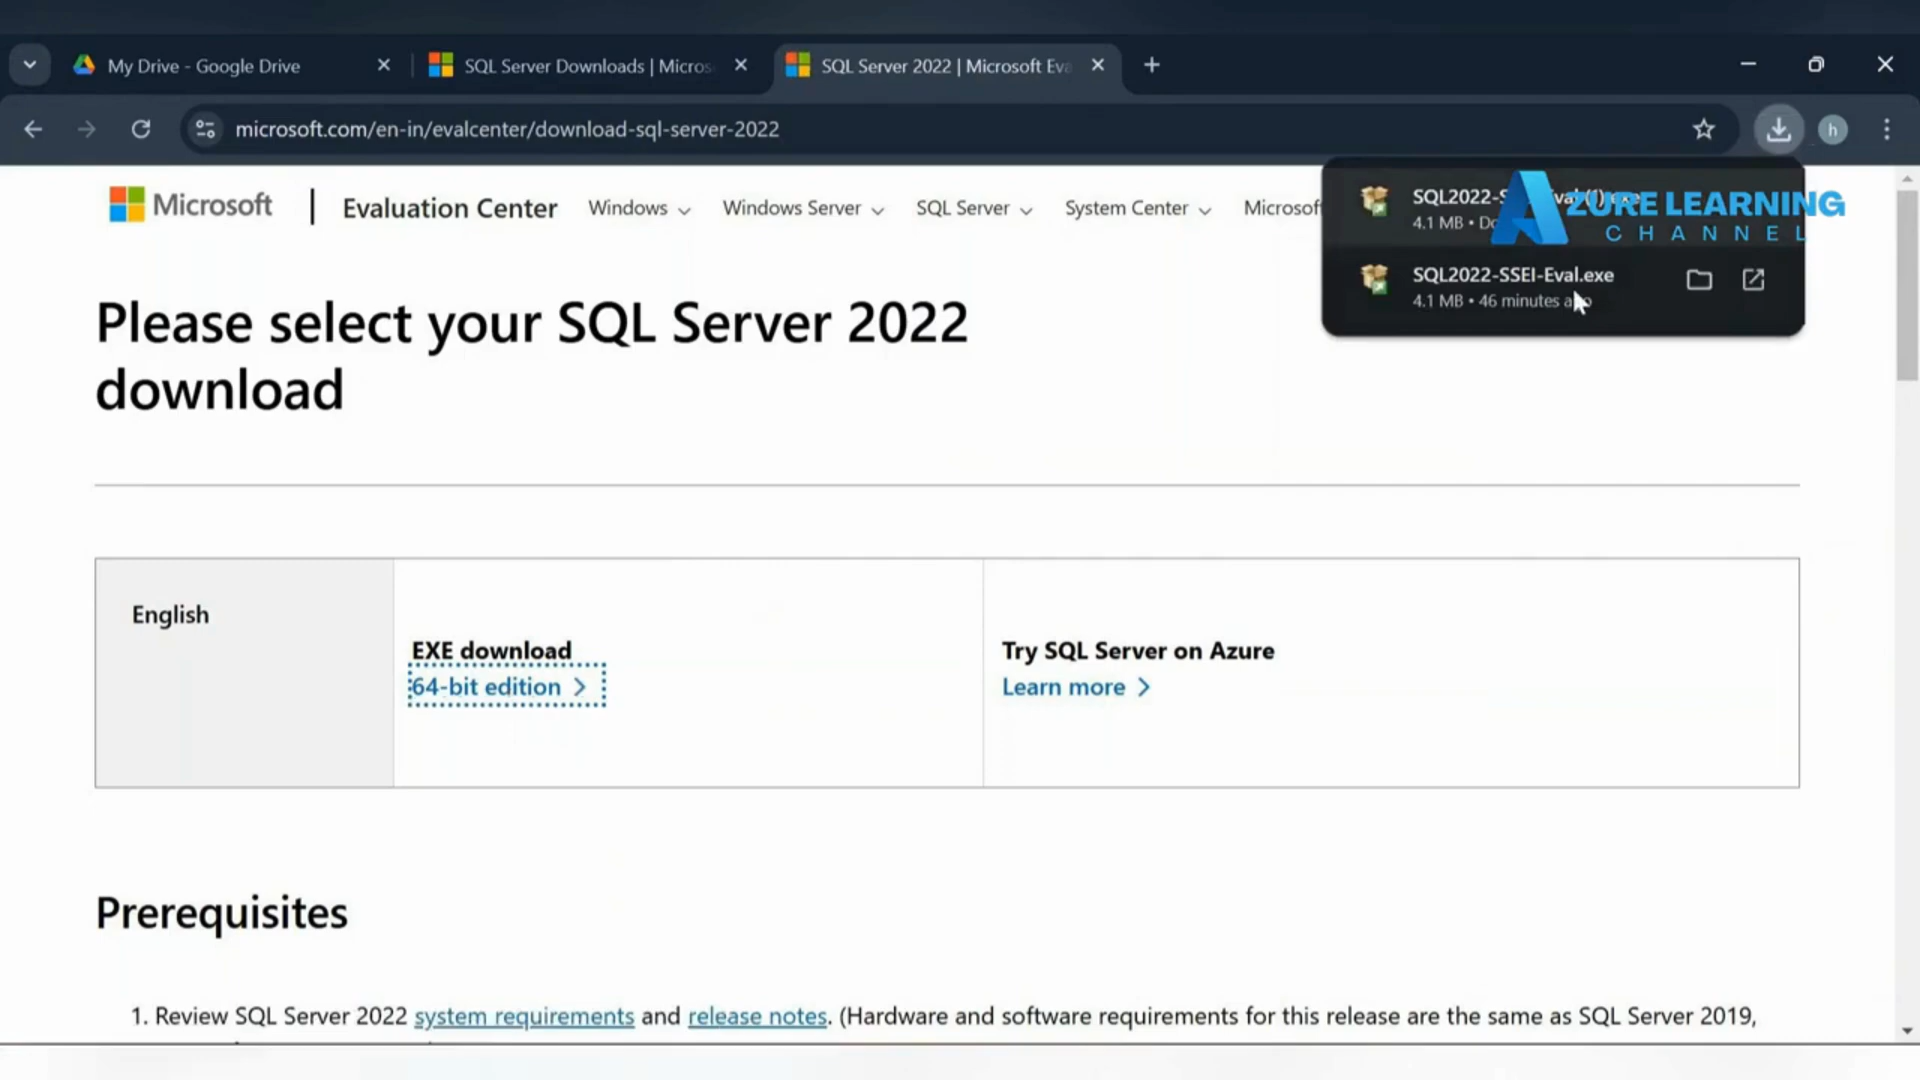 My Drive - Google Drive
SQL Server Downloads | Micros
SQL Server 2022 | Microsoft Eva
microsoft.com/en-in/evalcenter/download-sql-server-2022
h
Microsoft
Evaluation Center
Windows
Windows Server
SQL Server
System Center
Microsoft
SQL2022-S
4.1 MB •
AZURE LEARNING
CHANNEL
SQL2022-SSEI-Eval.exe
4.1 MB • 46 minutes ago
Please select your SQL Server 2022
download
English
EXE download
64-bit edition
Try SQL Server on Azure
Learn more
Prerequisites
1. Review SQL Server 2022 system requirements and release notes. (Hardware and software requirements for this release are the same as SQL Server 2019,